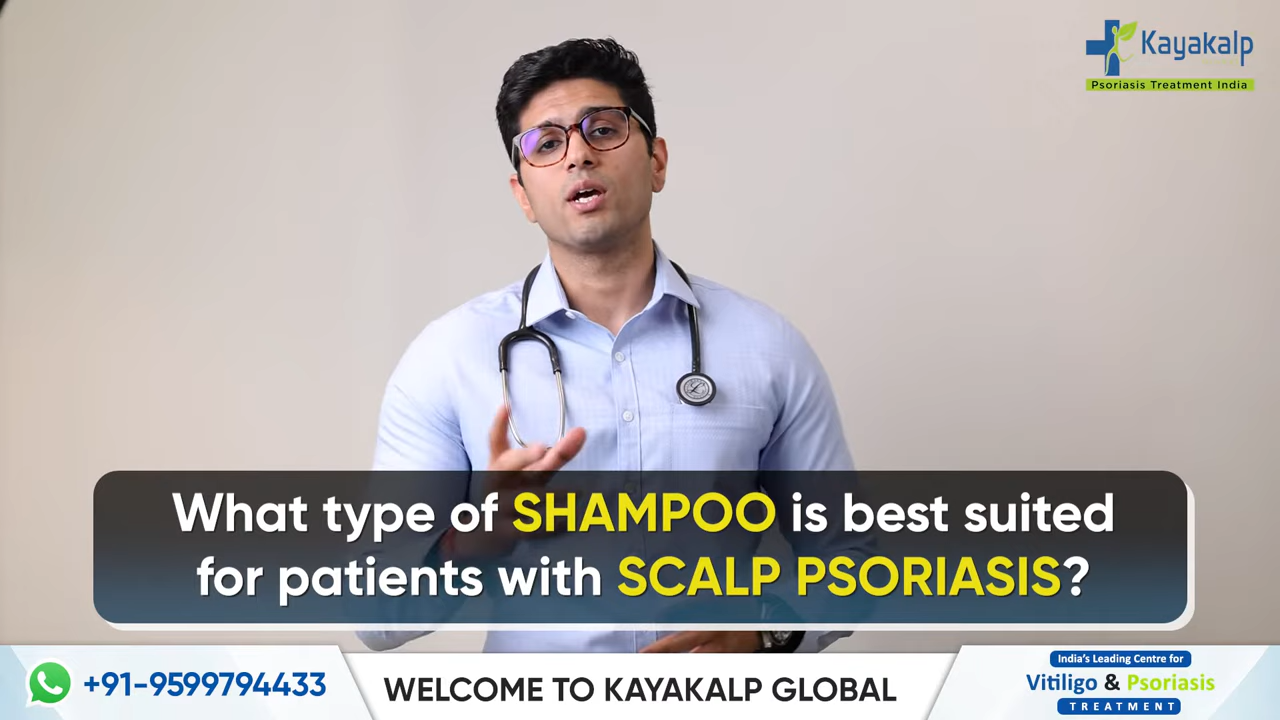 Kayakalp
Psoriasis Treatment India
What type of SHAMPOO is best suited
for patients with SCALP PSORIASIS?
+91-9599794433
WELCOME TO KAYAKALP GLOBAL
India's Leading Centre for
Vitiligo & Psoriasis
TREATMENT